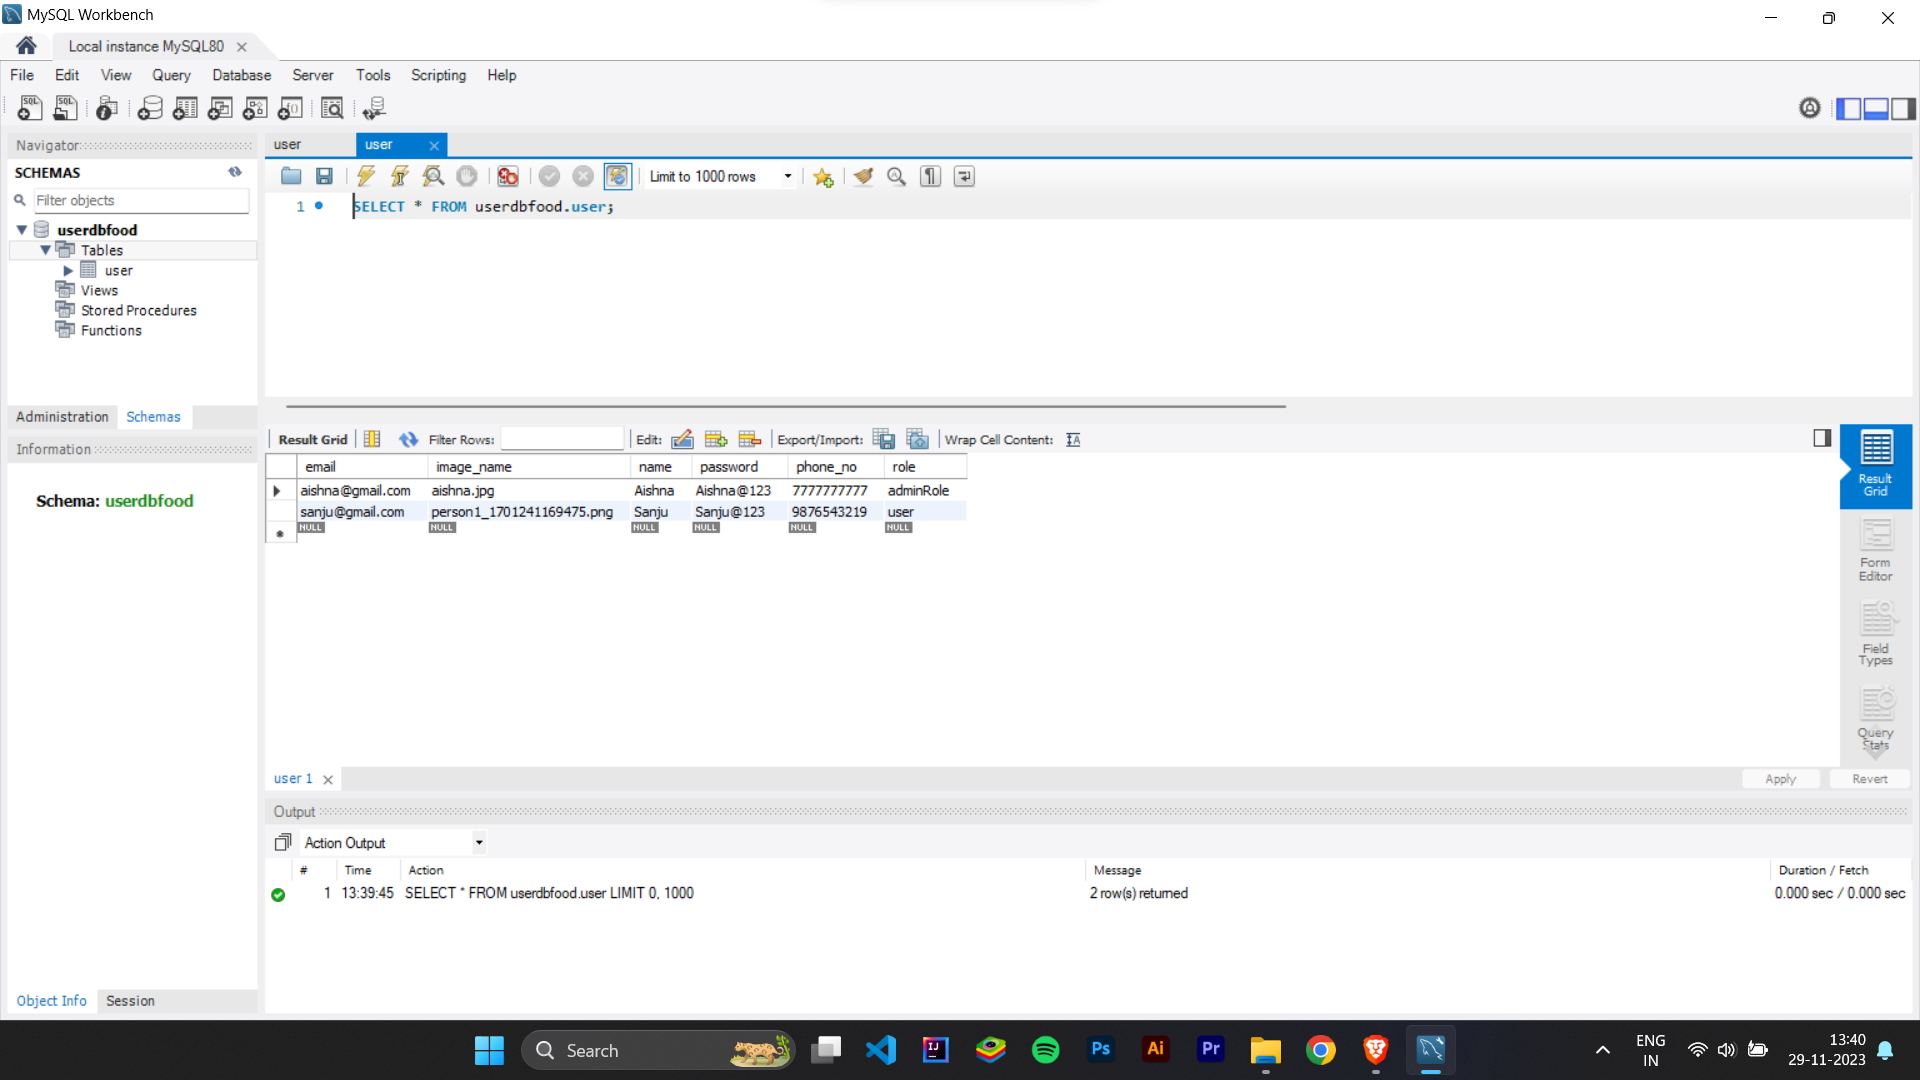 MySQL Workbench
Local instance MySQL80
File Edit View Query Database Server Tools Scripting Help
Navigator
SCHEMAS
Filter objects
userdbfood
Tables
user
Views
Stored Procedures
Functions
Administration Schemas
Information
Schema: userdbfood
Object Info Session
user user
Limit to 1000 rows
1 SELECT * FROM userdbfood.user;
Result Grid Filter Rows: Edit: Export/Import: Wrap Cell Content:
email image_name name password phone_no role
aishna@gmail.com aishna.jpg Aishna Aishna@123 7777777777 adminRole
sanju@gmail.com person1_1701241169475.png Sanju Sanju@123 9876543219 user
NULL NULL NULL NULL NULL NULL
Result
Grid
Form
Editor
Field
Types
Query
Stats
user 1 Apply Revert
Output
Action Output
# Time Action Message Duration / Fetch
1 13:39:45 SELECT * FROM userdbfood.user LIMIT 0, 1000 2 row(s) returned 0.000 sec / 0.000 sec
Search
Ps
Ai
Pr
ENG
IN
13:40
29-11-2023